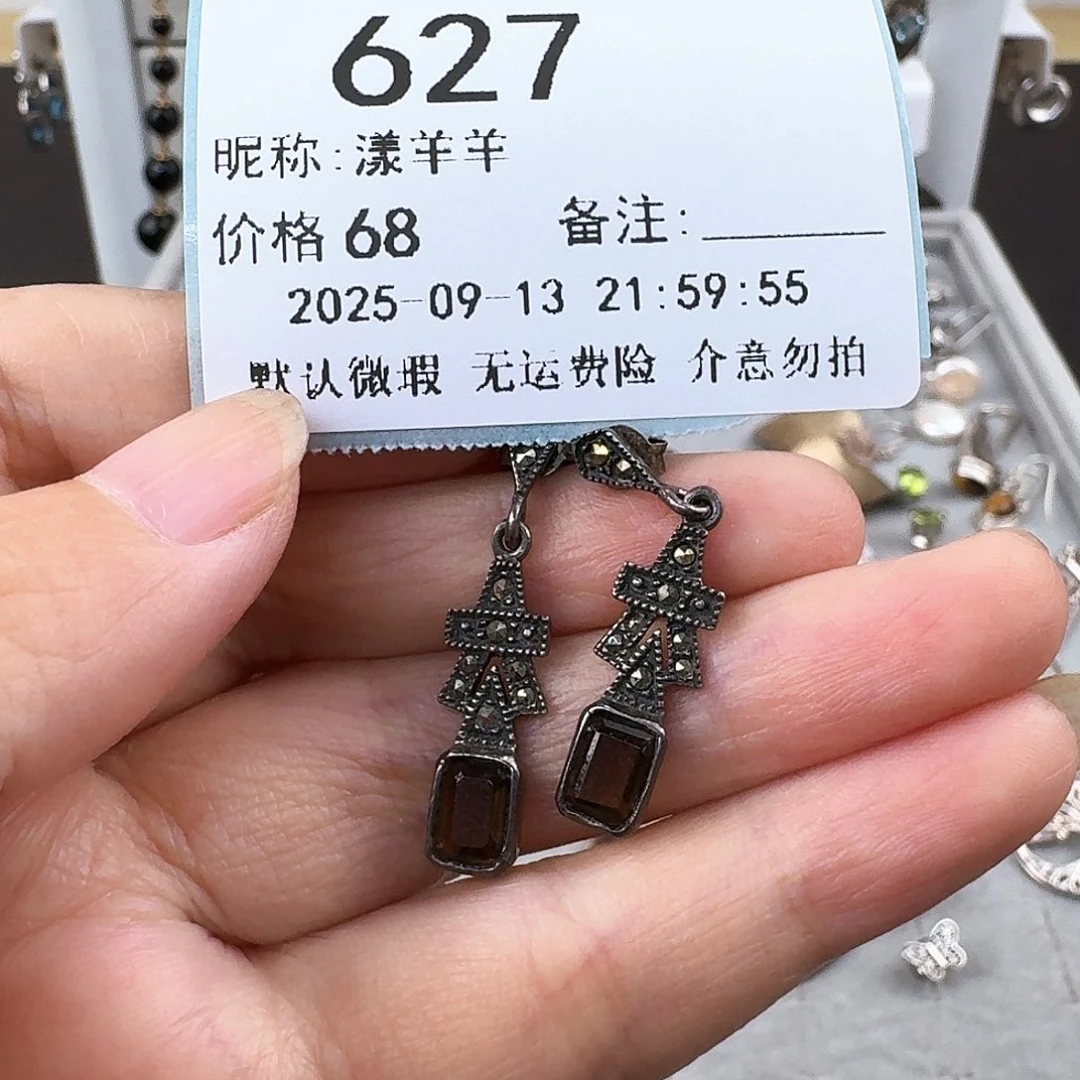 627
昵称:漾羊羊
价格 68 备注:________
2025-09-13 21:59:55
默认微瑕 无运费险 介意勿拍